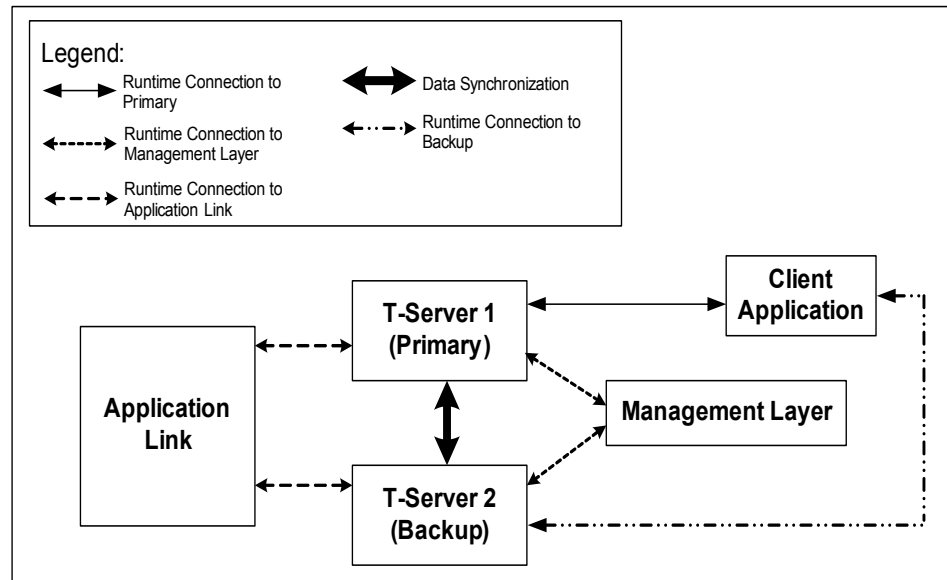 Legend:
Runtime Connection to
Primary
Runtime Connection to
Management Layer
Runtime Connection to
Application Link
Data Synchronization
Runtime Connection to
Backup
T-Server 1
(Primary)
Client
Application
Application
Link
Management Layer
T-Server 2
(Backup)